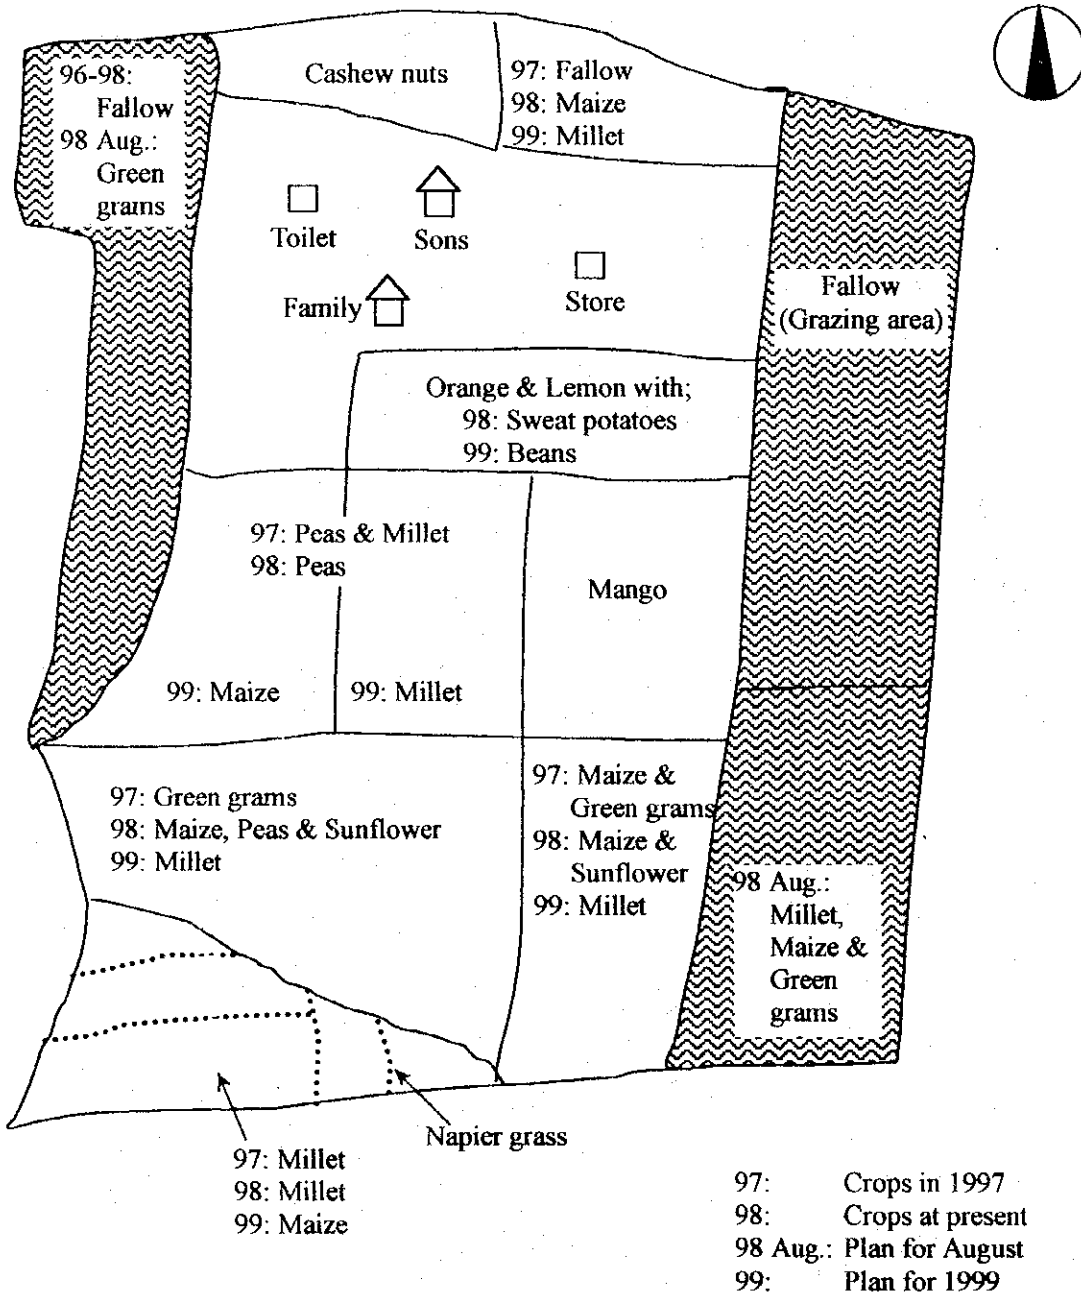 96-98:
Fallow
98 Aug.:
Green
grams
Cashew nuts
97: Fallow
98: Maize
99: Millet
Toilet
Sons
Family
Store
Fallow
(Grazing area)
Orange & Lemon with;
98: Sweat potatoes
99: Beans
97: Peas & Millet
98: Peas
Mango
99: Maize
99: Millet
97: Green grams
98: Maize, Peas & Sunflower
99: Millet
97: Maize &
Green grams
98: Maize &
Sunflower
99: Millet
98 Aug.:
Millet,
Maize &
Green
grams
Napier grass
97: Millet
98: Millet
99: Maize
97: Crops in 1997
98: Crops at present
98 Aug.: Plan for August
99: Plan for 1999